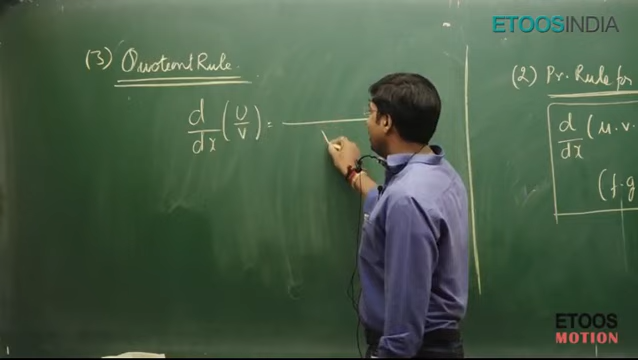 ETOOSINDIA
(3) Quotient Rule
d/dx (u/v) =
(2) Pr. Rule for
d/dx (u.v.
(f.g
ETOOS
MOTION